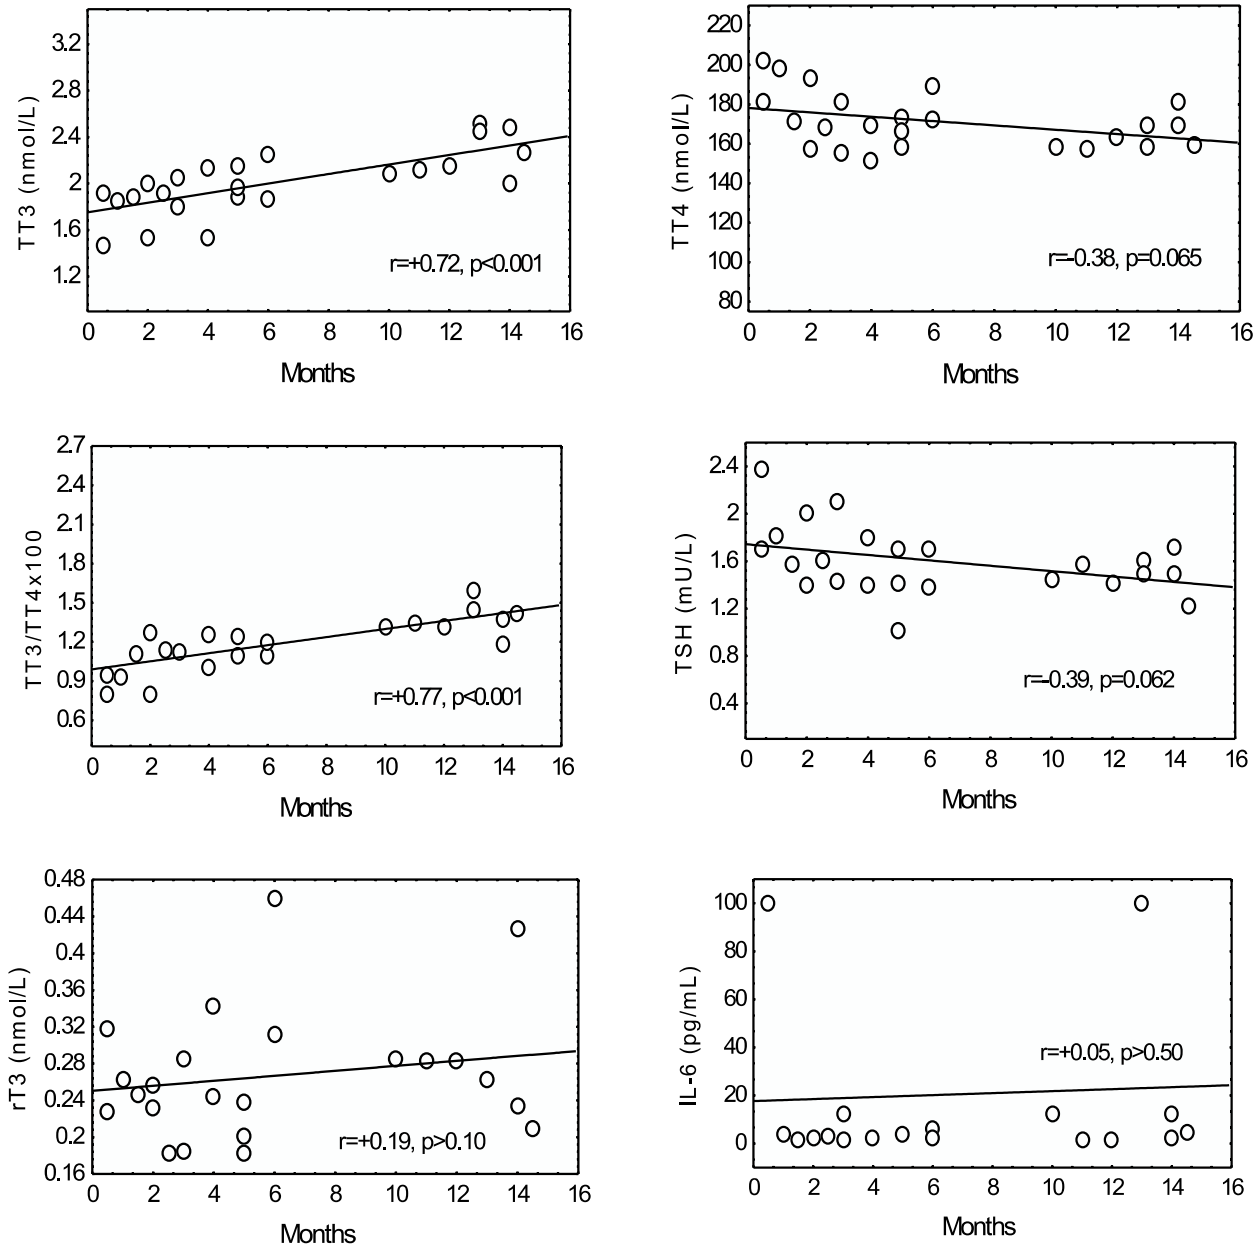 3.2
2.8
2.4
2
1.6
1.2
TT3 (nmol/L)
r=+0.72, p<0.001
0 2 4 6 8 10 12 14 16
Months
220
200
180
160
140
120
100
80
TT4 (nmol/L)
r=-0.38, p=0.065
0 2 4 6 8 10 12 14 16
Months
2.7
2.4
2.1
1.8
1.5
1.2
0.9
0.6
TT3/TT4x100
r=+0.77, p<0.001
0 2 4 6 8 10 12 14 16
Months
2.4
2
1.6
1.2
0.8
0.4
TSH (mU/L)
r=-0.39, p=0.062
0 2 4 6 8 10 12 14 16
Months
0.48
0.44
0.4
0.36
0.32
0.28
0.24
0.2
0.16
rT3 (nmol/L)
r=+0.19, p>0.10
0 2 4 6 8 10 12 14 16
Months
100
80
60
40
20
0
IL-6 (pg/mL)
r=+0.05, p>0.50
0 2 4 6 8 10 12 14 16
Months